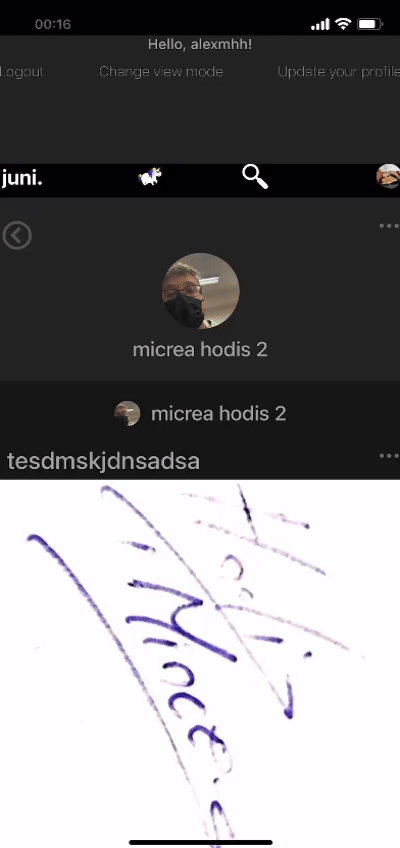 00:16
Hello, alexmhh!
Logout Change view mode Update your profile
juni.
micrea hodis 2
micrea hodis 2
tesdmskjdnsadsa